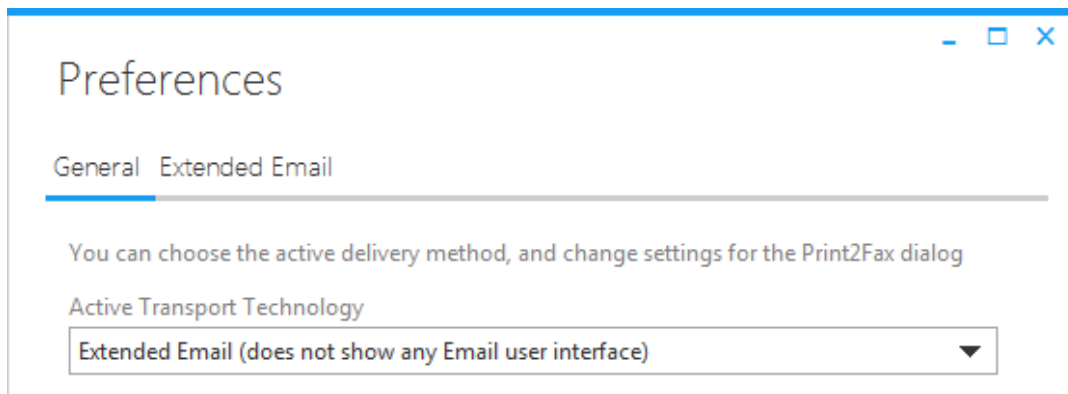 Preferences
General Extended Email
You can choose the active delivery method, and change settings for the Print2Fax dialog
Active Transport Technology
Extended Email (does not show any Email user interface)